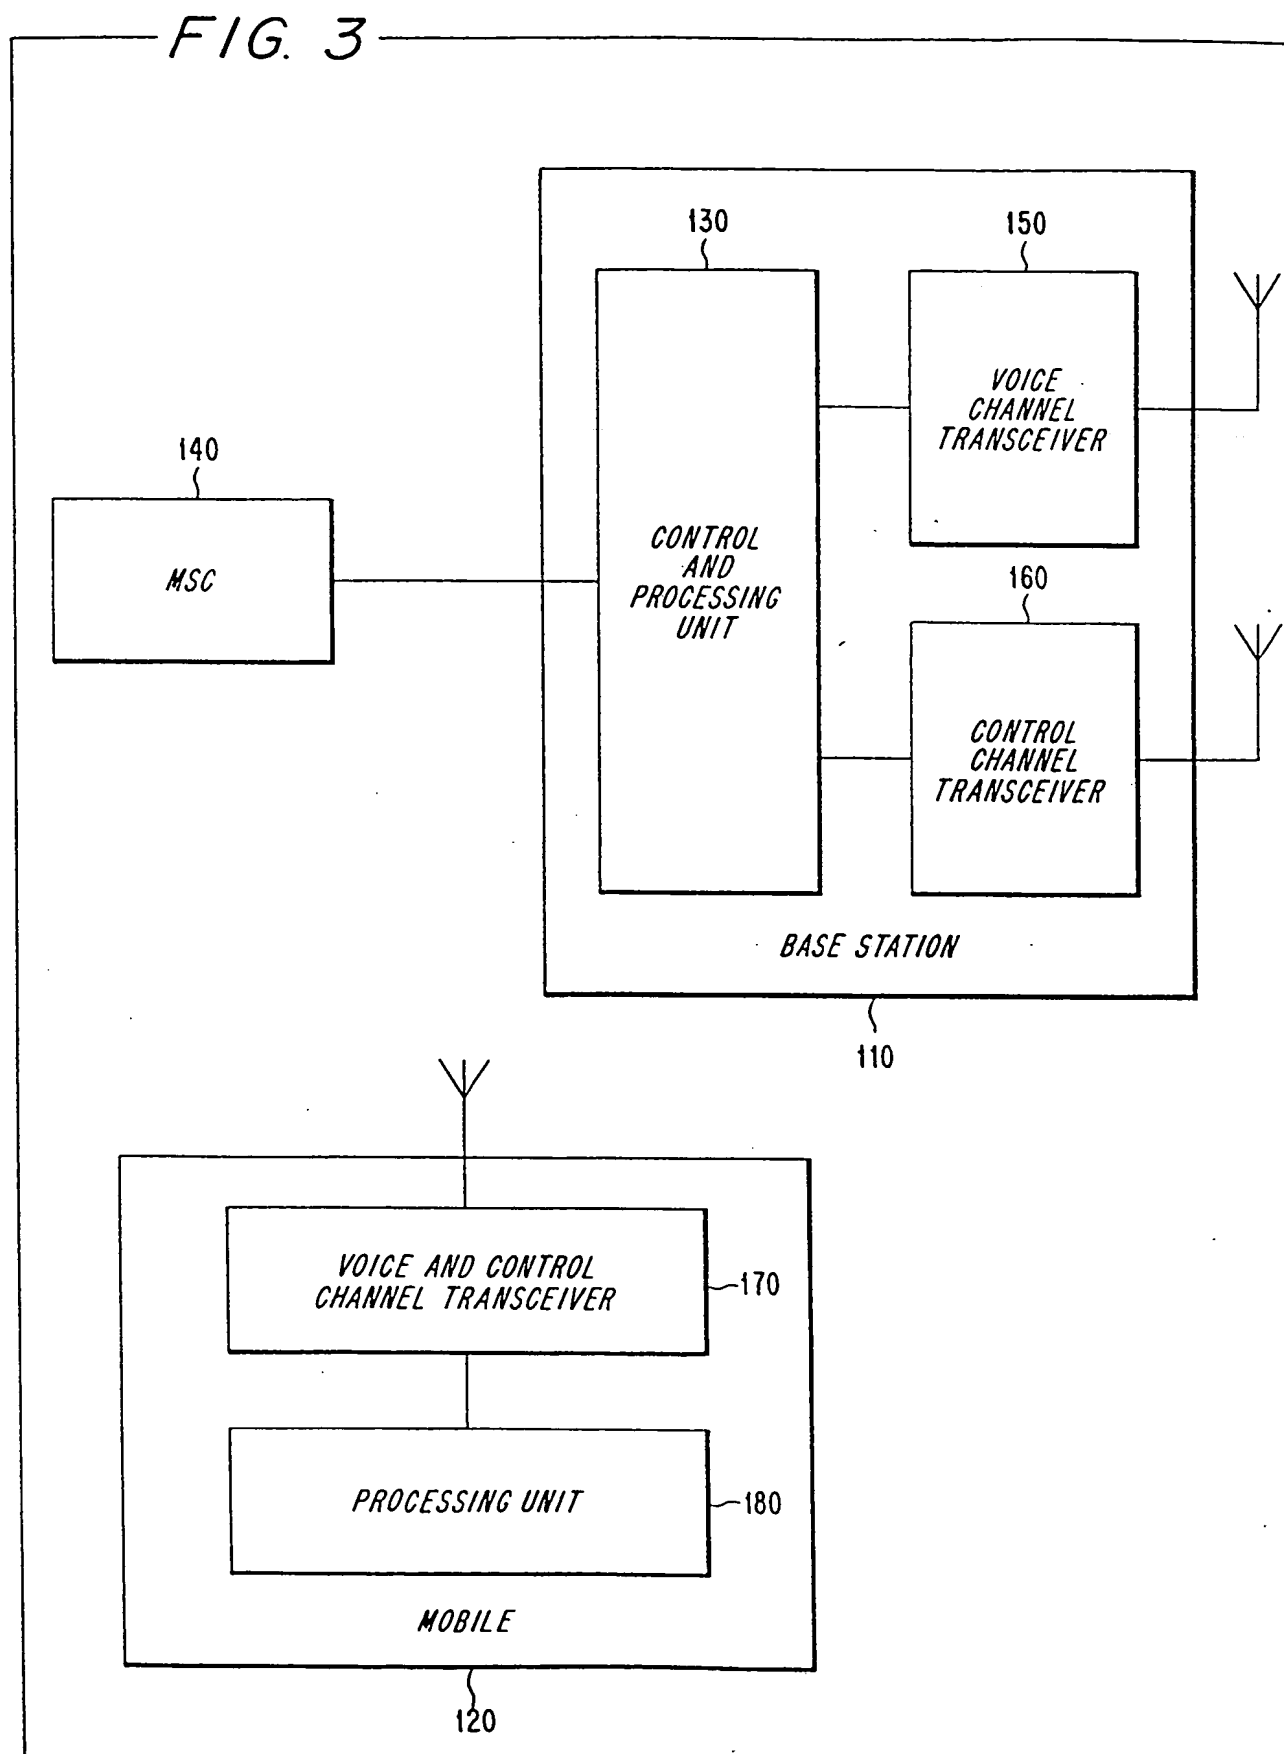 FIG. 3
130
150
VOICE
CHANNEL
TRANSCEIVER
140
MSC
CONTROL
AND
PROCESSING
UNIT
160
CONTROL
CHANNEL
TRANSCEIVER
BASE STATION
110
VOICE AND CONTROL
CHANNEL TRANSCEIVER
170
PROCESSING UNIT
180
MOBILE
120